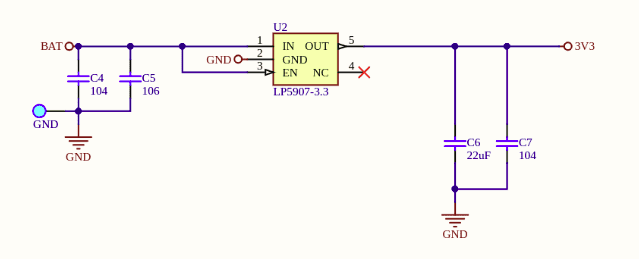 U2
BAT
1
IN
OUT
5
3V3
GND
2
GND
3
EN
NC
4
LP5907-3.3
C4
104
C5
106
GND
GND
C6
22uF
C7
104
GND